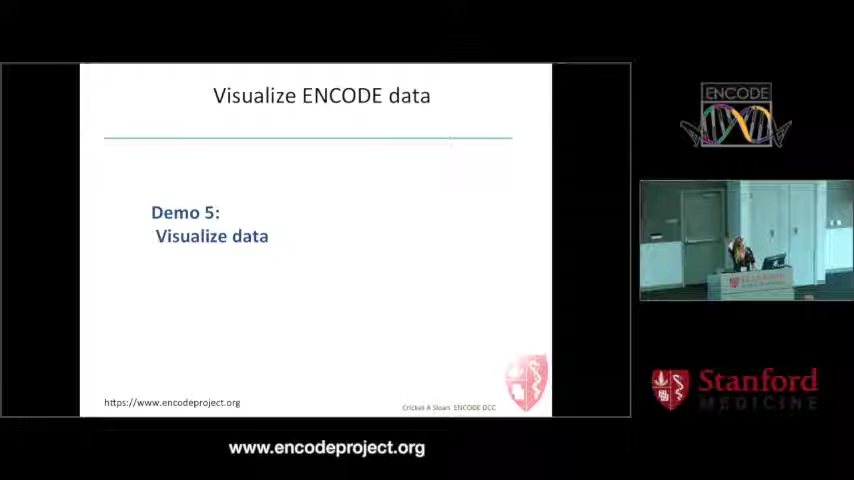 Visualize ENCODE data
Demo 5:
Visualize data
https://www.encodeproject.org
Cricket A Sloan ENCODE DCC
ENCODE
Stanford
MEDICINE
www.encodeproject.org